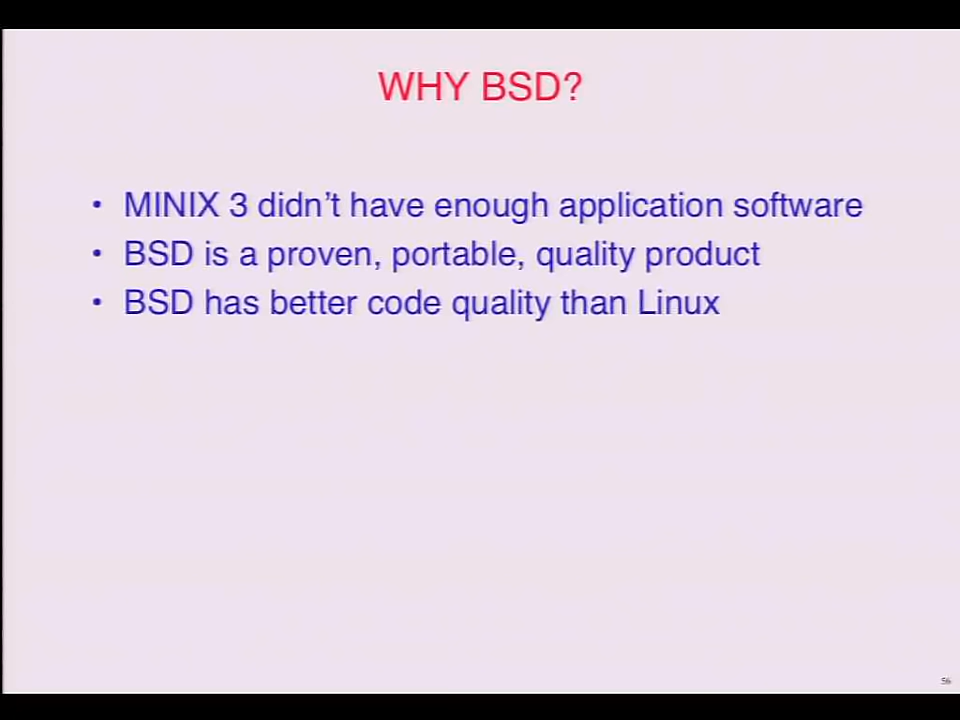 WHY BSD?
• MINIX 3 didn't have enough application software
• BSD is a proven, portable, quality product
• BSD has better code quality than Linux
56